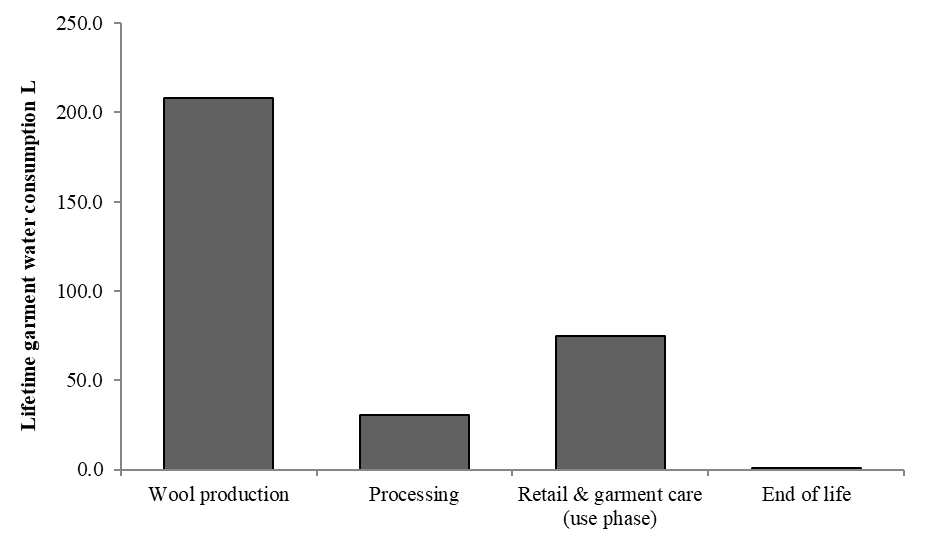 250.0
200.0
150.0
100.0
50.0
0.0
Lifetime garment water consumption L
Wool production
Processing
Retail & garment care
(use phase)
End of life